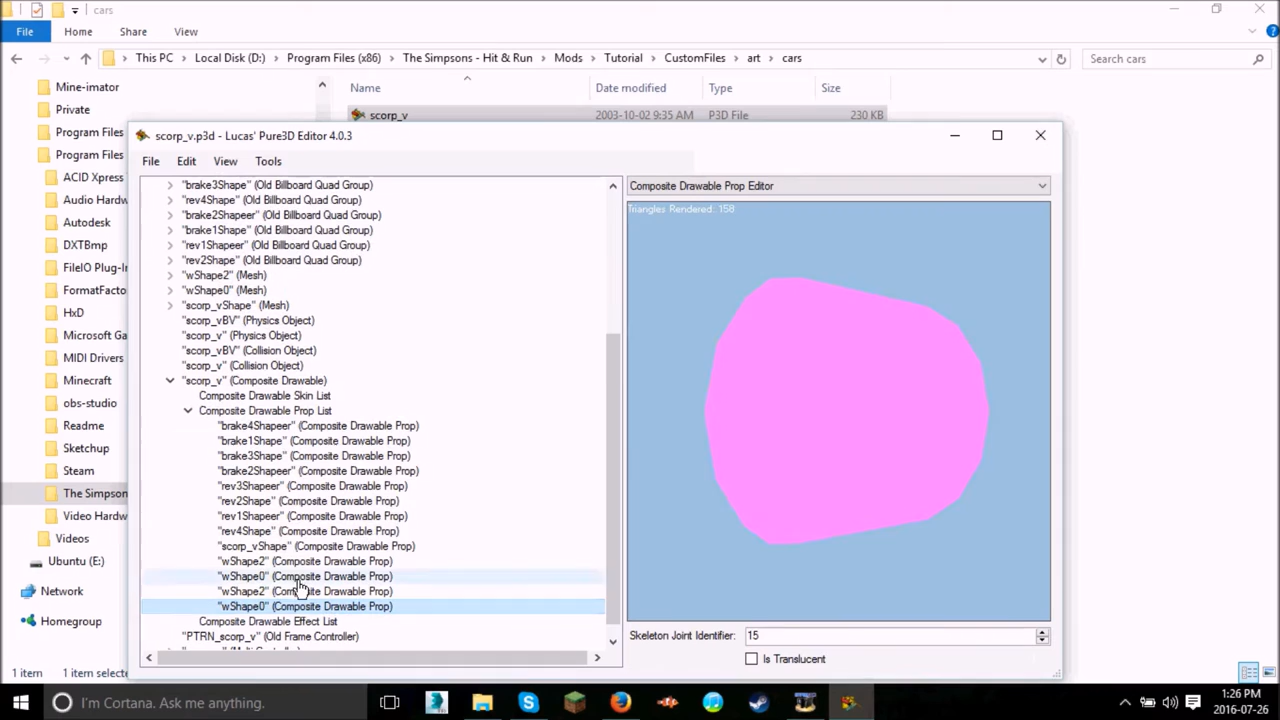 cars
File Home Share View
This PC Local Disk (D:) Program Files (x86) The Simpsons - Hit & Run Mods Tutorial CustomFiles art cars
Search cars
Name Date modified Type Size
scorp_v 2003-10-02 9:35 AM P3D File 230 KB
Mine-imator
Private
Program Files
Program Files
ACID Xpress
Audio Hardw
Autodesk
DXTBmp
FileIO Plug-In
FormatFacto
HxD
Microsoft Ga
MIDI Drivers
Minecraft
obs-studio
Readme
Sketchup
Steam
The Simpson
Video Hardw
Videos
Ubuntu (E:)
Network
Homegroup
1 item 1 item selecte
scorp_v.p3d - Lucas' Pure3D Editor 4.0.3
File Edit View Tools
"brake3Shape" (Old Billboard Quad Group)
"rev4Shape" (Old Billboard Quad Group)
"brake2Shapeer" (Old Billboard Quad Group)
"brake1Shape" (Old Billboard Quad Group)
"rev1Shapeer" (Old Billboard Quad Group)
"rev2Shape" (Old Billboard Quad Group)
"wShape2" (Mesh)
"wShape0" (Mesh)
"scorp_vShape" (Mesh)
"scorp_vBV" (Physics Object)
"scorp_v" (Physics Object)
"scorp_vBV" (Collision Object)
"scorp_v" (Collision Object)
"scorp_v" (Composite Drawable)
Composite Drawable Skin List
Composite Drawable Prop List
"brake4Shapeer" (Composite Drawable Prop)
"brake1Shape" (Composite Drawable Prop)
"brake3Shape" (Composite Drawable Prop)
"brake2Shapeer" (Composite Drawable Prop)
"rev3Shapeer" (Composite Drawable Prop)
"rev2Shape" (Composite Drawable Prop)
"rev1Shapeer" (Composite Drawable Prop)
"rev4Shape" (Composite Drawable Prop)
"scorp_vShape" (Composite Drawable Prop)
"wShape2" (Composite Drawable Prop)
"wShape0" (Composite Drawable Prop)
"wShape2" (Composite Drawable Prop)
"wShape0" (Composite Drawable Prop)
Composite Drawable Effect List
"PTRN_scorp_v" (Old Frame Controller)
Composite Drawable Prop Editor
Triangles Rendered: 158
Skeleton Joint Identifier: 15
Is Translucent
I'm Cortana. Ask me anything.
1:26 PM
2016-07-26